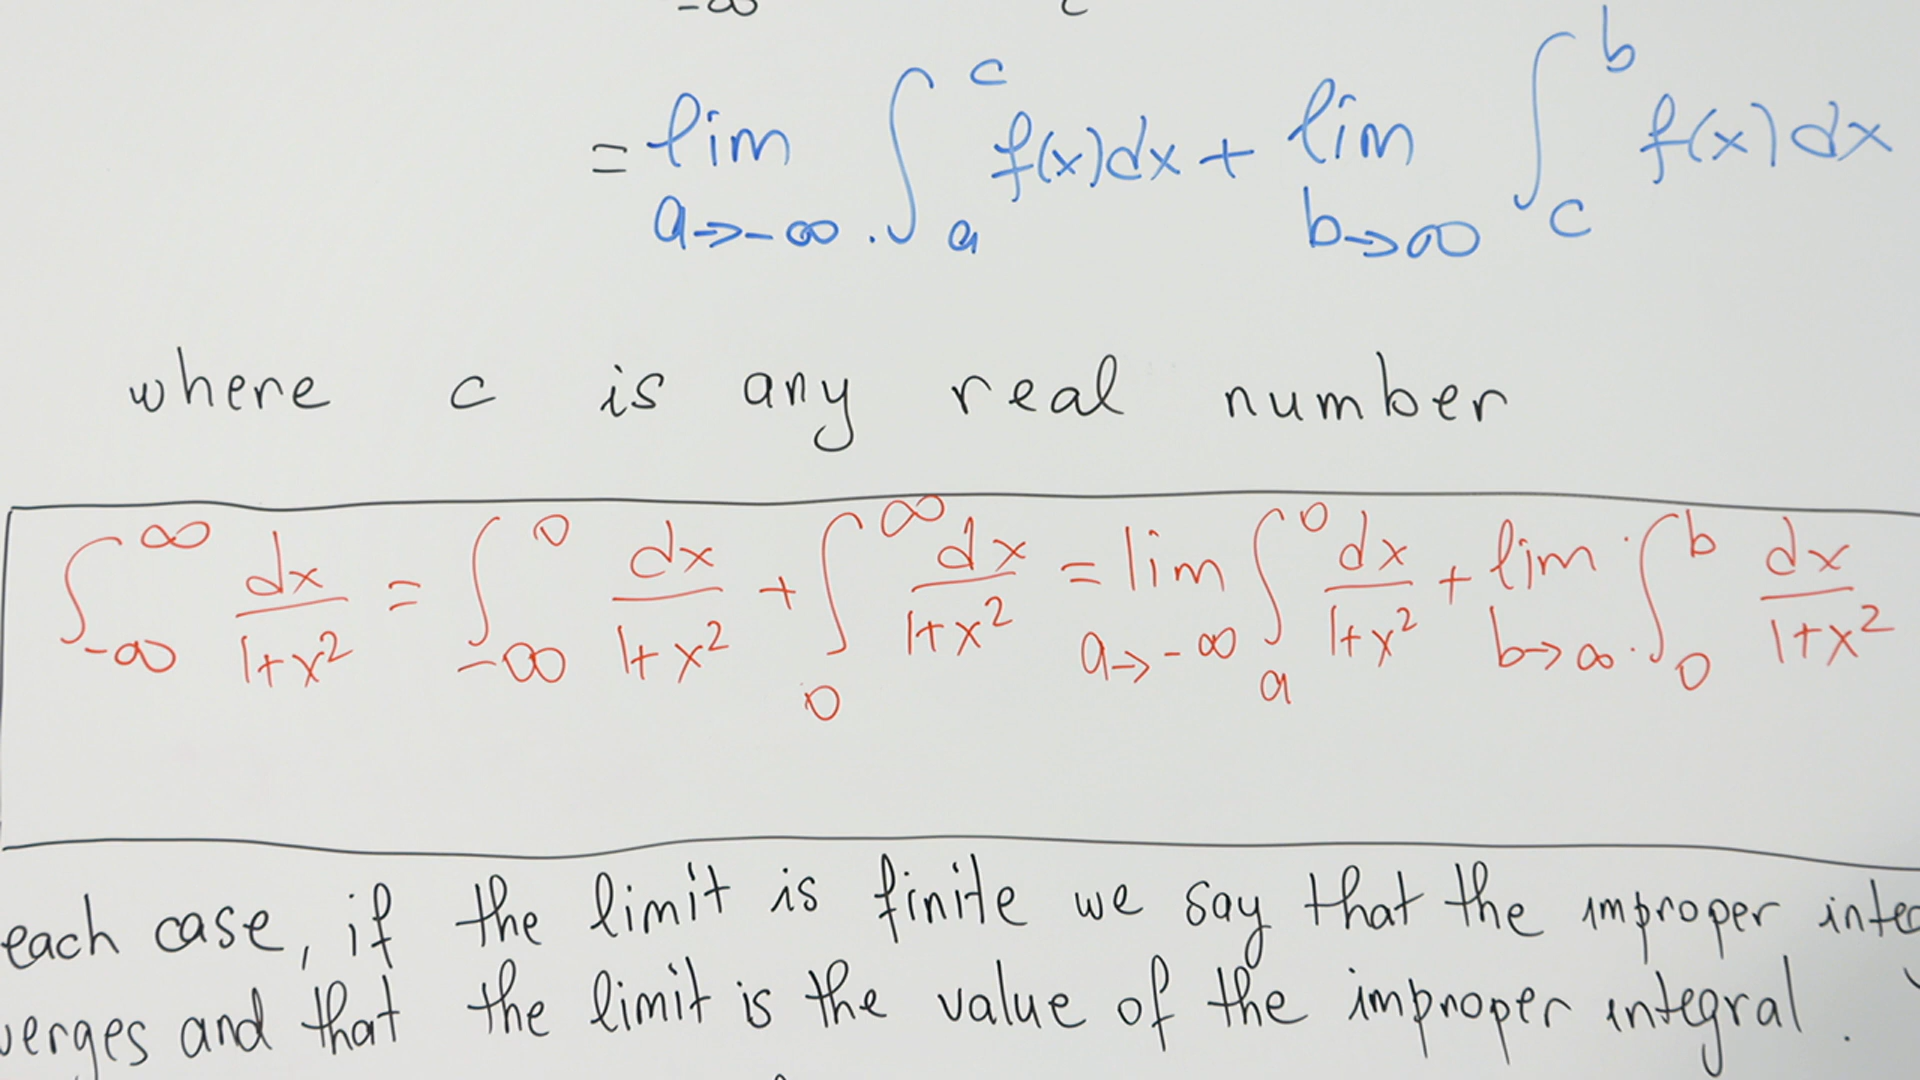 -∞ c
= lim a→-∞ ∫_a^c f(x)dx + lim b→∞ ∫_c^b f(x)dx
where c is any real number
∫_{-∞}^{∞} dx/(1+x²) = ∫_{-∞}^{0} dx/(1+x²) + ∫_0^∞ dx/(1+x²) = lim a→-∞ ∫_a^0 dx/(1+x²) + lim b→∞ ∫_0^b dx/(1+x²)
each case, if the limit is finite we say that the improper integ
verges and that the limit is the value of the improper integral.